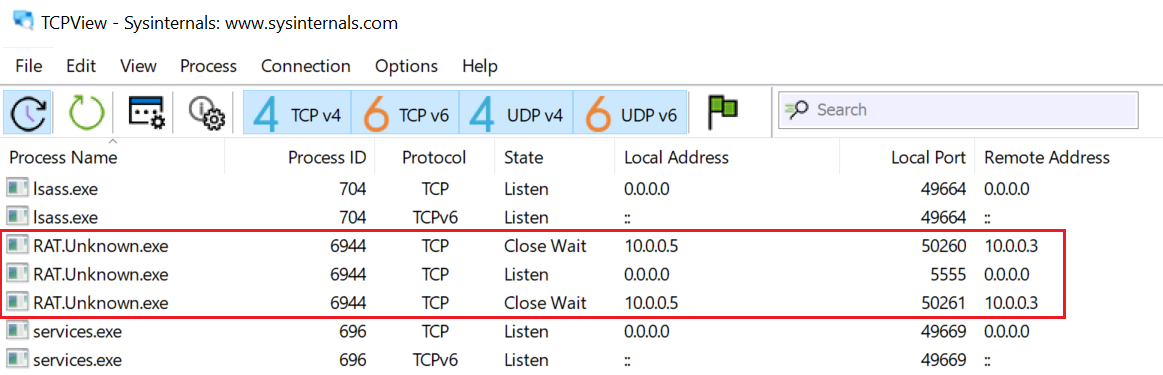 TCPView - Sysinternals: www.sysinternals.com
File Edit View Process Connection Options Help
4 TCP v4 6 TCP v6 4 UDP v4 6 UDP v6 Search
Process Name Process ID Protocol State Local Address Local Port Remote Address
lsass.exe 704 TCP Listen 0.0.0.0 49664 0.0.0.0
lsass.exe 704 TCPv6 Listen :: 49664 ::
RAT.Unknown.exe 6944 TCP Close Wait 10.0.0.5 50260 10.0.0.3
RAT.Unknown.exe 6944 TCP Listen 0.0.0.0 5555 0.0.0.0
RAT.Unknown.exe 6944 TCP Close Wait 10.0.0.5 50261 10.0.0.3
services.exe 696 TCP Listen 0.0.0.0 49669 0.0.0.0
services.exe 696 TCPv6 Listen :: 49669 ::